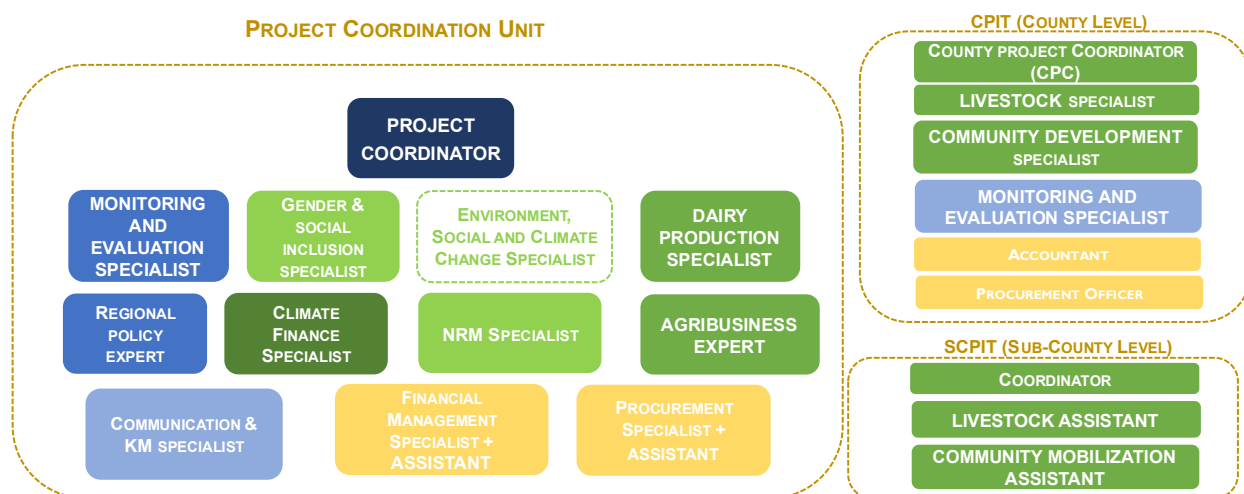 PROJECT COORDINATION UNIT
PROJECT
COORDINATOR
MONITORING
AND
EVALUATION
SPECIALIST
GENDER &
SOCIAL
INCLUSION
SPECIALIST
ENVIRONMENT,
SOCIAL AND CLIMATE
CHANGE SPECIALIST
DAIRY
PRODUCTION
SPECIALIST
REGIONAL
POLICY
EXPERT
CLIMATE
FINANCE
SPECIALIST
NRM SPECIALIST
AGRIBUSINESS
EXPERT
COMMUNICATION &
KM SPECIALIST
FINANCIAL
MANAGEMENT
SPECIALIST +
ASSISTANT
PROCUREMENT
SPECIALIST +
ASSISTANT
CPIT (COUNTY LEVEL)
COUNTY PROJECT COORDINATOR
(CPC)
LIVESTOCK SPECIALIST
COMMUNITY DEVELOPMENT
SPECIALIST
MONITORING AND
EVALUATION SPECIALIST
ACCOUNTANT
PROCUREMENT OFFICER
SCPIT (SUB-COUNTY LEVEL)
COORDINATOR
LIVESTOCK ASSISTANT
COMMUNITY MOBILIZATION
ASSISTANT